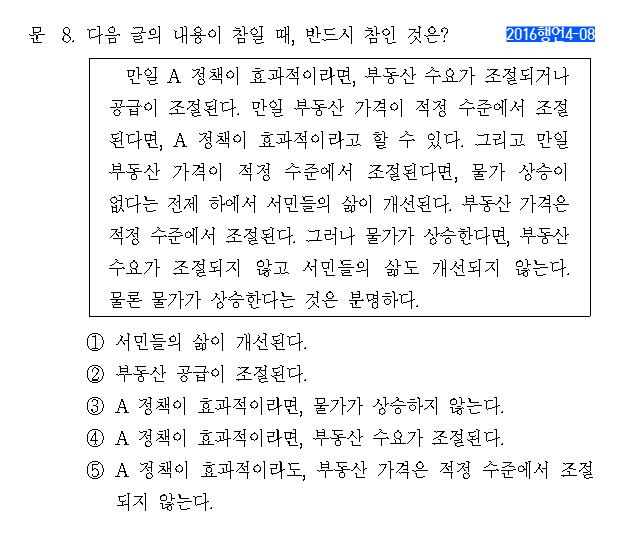 문 8. 다음 글의 내용이 참일 때, 반드시 참인 것은? 2016행언4-08
만일 A 정책이 효과적이라면, 부동산 수요가 조절되거나
공급이 조절된다. 만일 부동산 가격이 적정 수준에서 조절
된다면, A 정책이 효과적이라고 할 수 있다. 그리고 만일
부동산 가격이 적정 수준에서 조절된다면, 물가 상승이
없다는 전제 하에서 서민들의 삶이 개선된다. 부동산 가격은
적정 수준에서 조절된다. 그러나 물가가 상승한다면, 부동산
수요가 조절되지 않고 서민들의 삶도 개선되지 않는다.
물론 물가가 상승한다는 것은 분명하다.
① 서민들의 삶이 개선된다.
② 부동산 공급이 조절된다.
③ A 정책이 효과적이라면, 물가가 상승하지 않는다.
④ A 정책이 효과적이라면, 부동산 수요가 조절된다.
⑤ A 정책이 효과적이라도, 부동산 가격은 적정 수준에서 조절
되지 않는다.